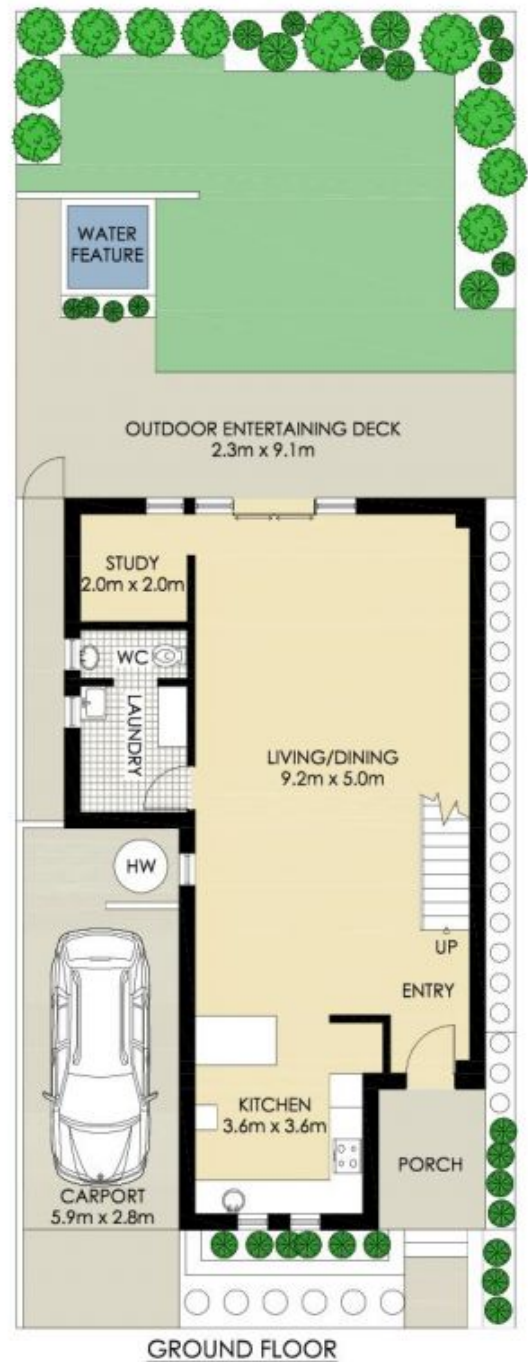 WATER
FEATURE
OUTDOOR ENTERTAINING DECK
2.3m x 9.1m
STUDY
2.0m x 2.0m
WC
LAUNDRY
LIVING/DINING
9.2m x 5.0m
HW
UP
ENTRY
KITCHEN
3.6m x 3.6m
PORCH
CARPORT
5.9m x 2.8m
GROUND FLOOR